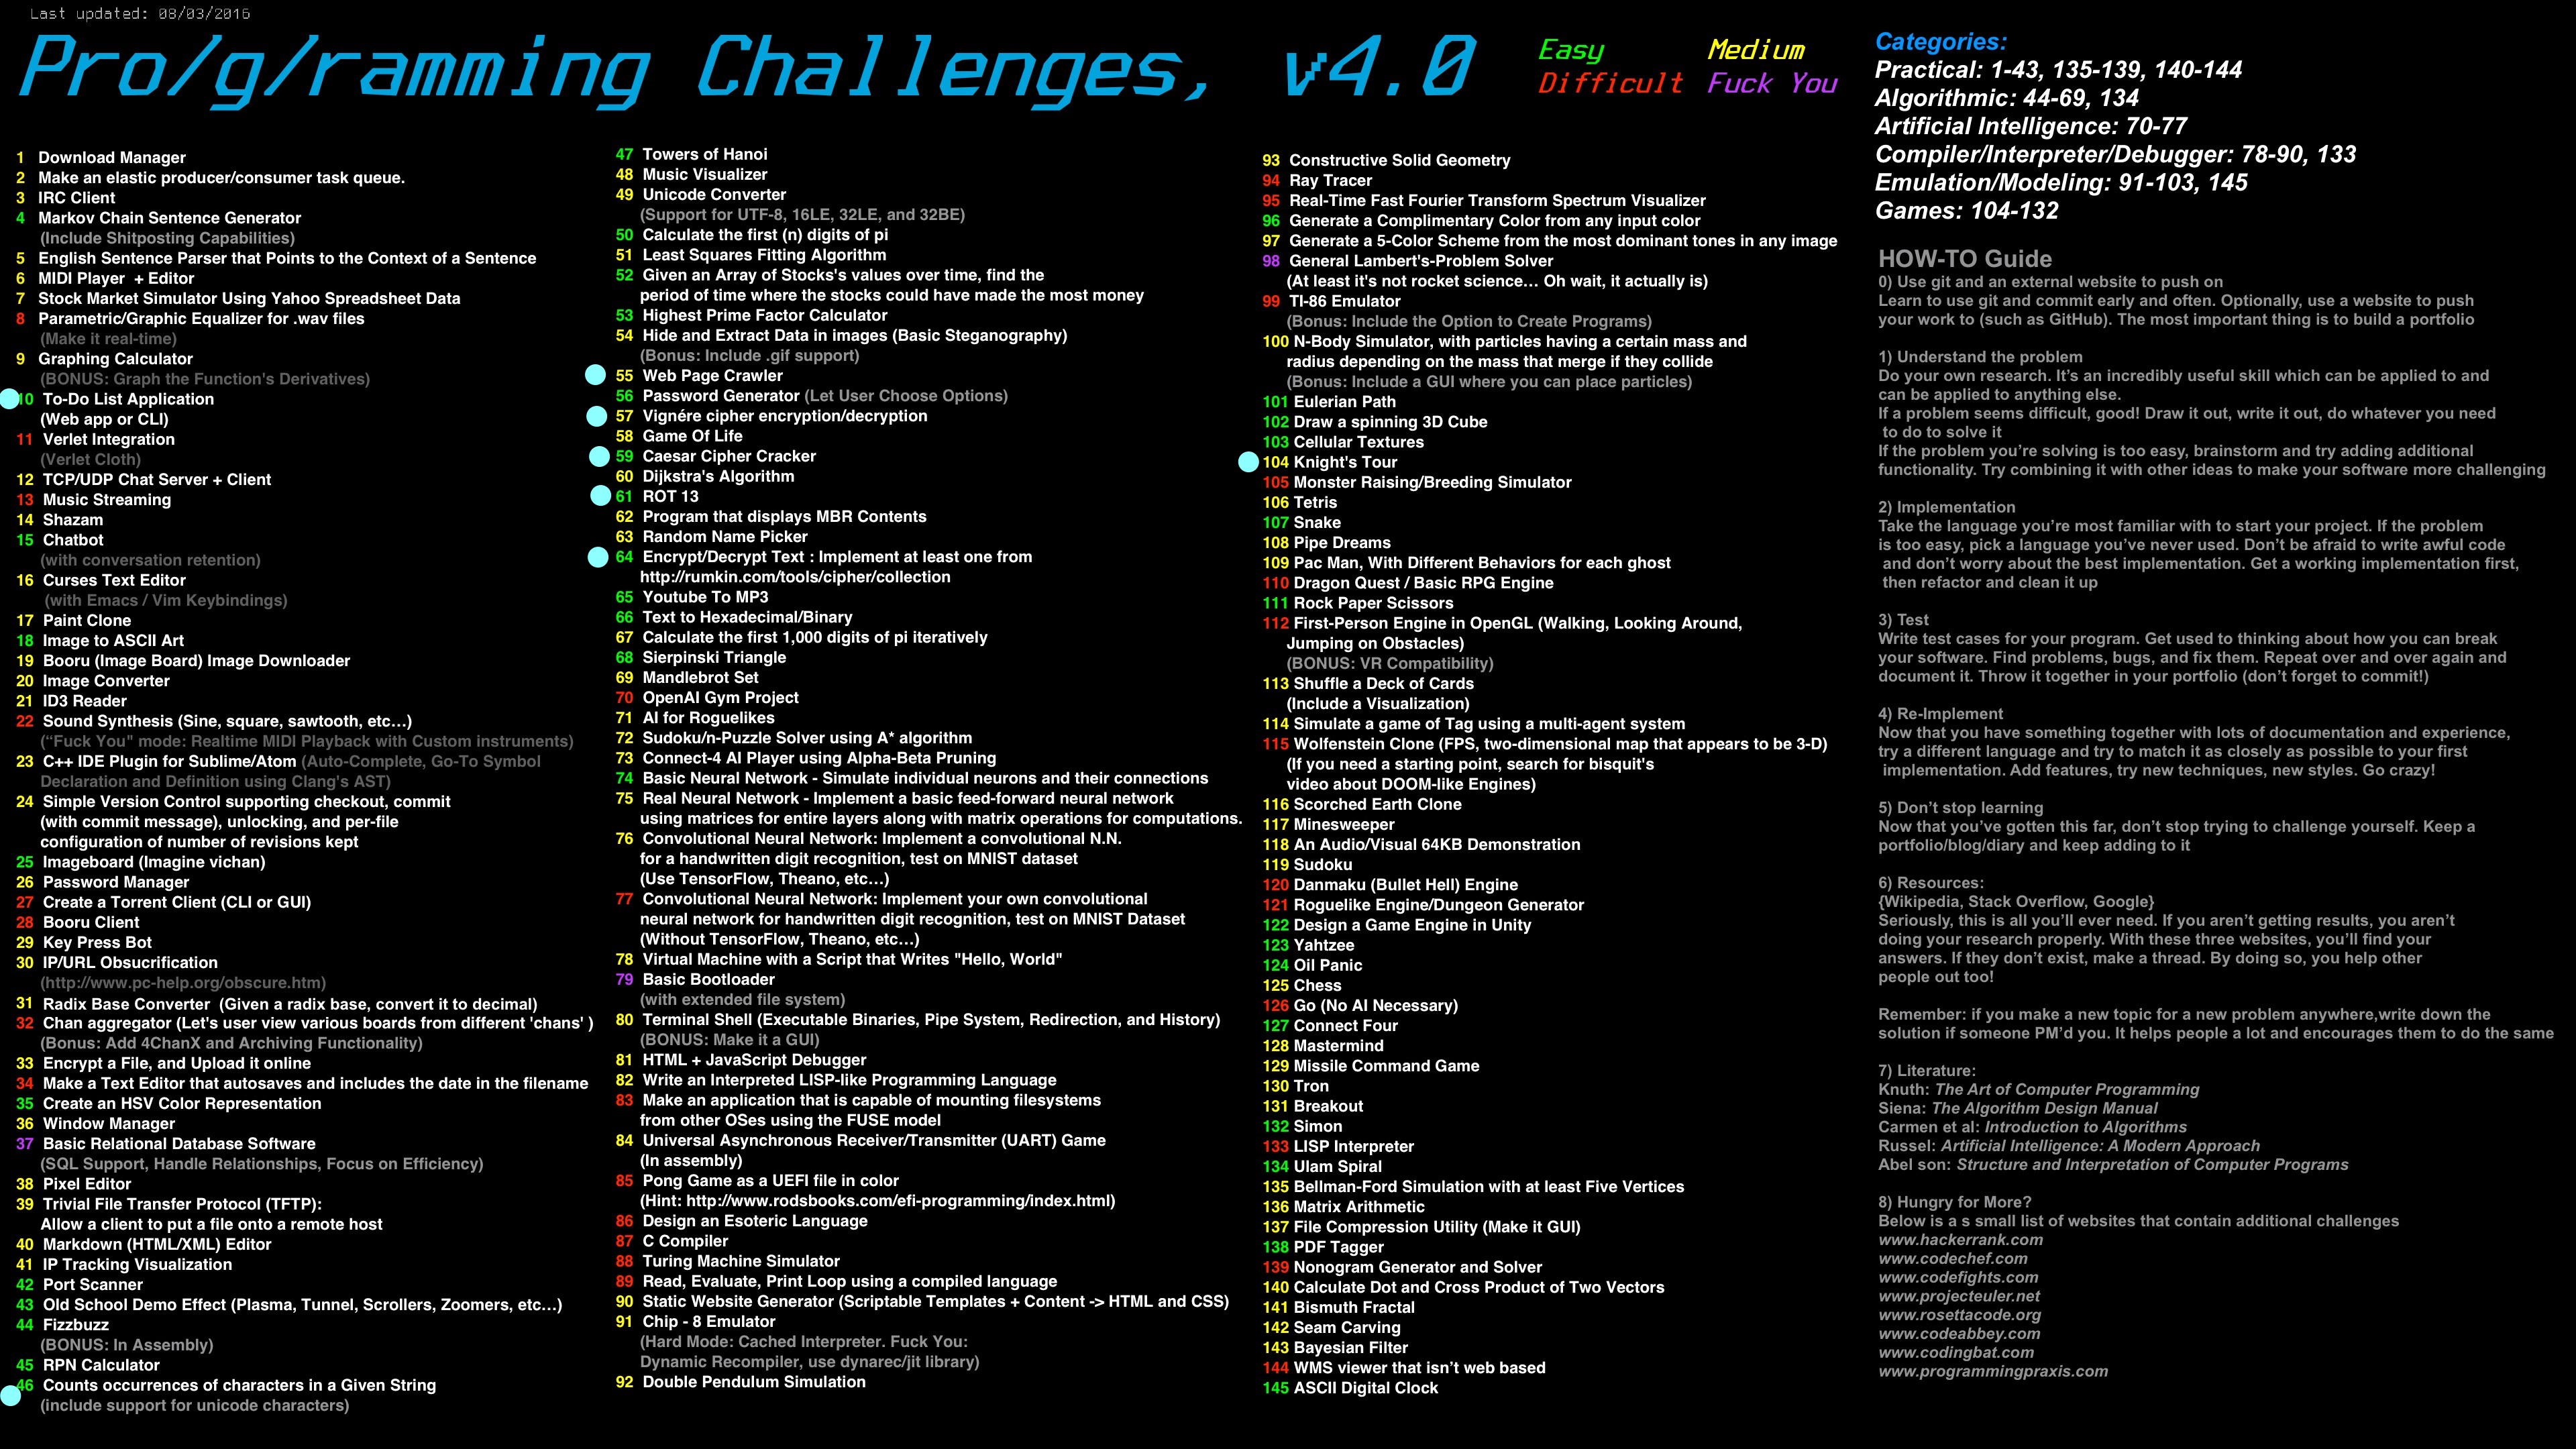 Last updated: 08/03/2016
Pro/g/ramming Challenges, v4.0
Easy Medium
Difficult Fuck You
1 Download Manager
2 Make an elastic producer/consumer task queue.
3 IRC Client
4 Markov Chain Sentence Generator
(Include Shitposting Capabilities)
5 English Sentence Parser that Points to the Context of a Sentence
6 MIDI Player + Editor
7 Stock Market Simulator Using Yahoo Spreadsheet Data
8 Parametric/Graphic Equalizer for .wav files
(Make it real-time)
9 Graphing Calculator
(BONUS: Graph the Function's Derivatives)
10 To-Do List Application
(Web app or CLI)
11 Verlet Integration
(Verlet Cloth)
12 TCP/UDP Chat Server + Client
13 Music Streaming
14 Shazam
15 Chatbot
(with conversation retention)
16 Curses Text Editor
(with Emacs / Vim Keybindings)
17 Paint Clone
18 Image to ASCII Art
19 Booru (Image Board) Image Downloader
20 Image Converter
21 ID3 Reader
22 Sound Synthesis (Sine, square, sawtooth, etc…)
(“Fuck You" mode: Realtime MIDI Playback with Custom instruments)
23 C++ IDE Plugin for Sublime/Atom (Auto-Complete, Go-To Symbol
Declaration and Definition using Clang's AST)
24 Simple Version Control supporting checkout, commit
(with commit message), unlocking, and per-file
configuration of number of revisions kept
25 Imageboard (Imagine vichan)
26 Password Manager
27 Create a Torrent Client (CLI or GUI)
28 Booru Client
29 Key Press Bot
30 IP/URL Obsucrification
(http://www.pc-help.org/obscure.htm)
31 Radix Base Converter (Given a radix base, convert it to decimal)
32 Chan aggregator (Let's user view various boards from different 'chans' )
(Bonus: Add 4ChanX and Archiving Functionality)
33 Encrypt a File, and Upload it online
34 Make a Text Editor that autosaves and includes the date in the filename
35 Create an HSV Color Representation
36 Window Manager
37 Basic Relational Database Software
(SQL Support, Handle Relationships, Focus on Efficiency)
38 Pixel Editor
39 Trivial File Transfer Protocol (TFTP):
Allow a client to put a file onto a remote host
40 Markdown (HTML/XML) Editor
41 IP Tracking Visualization
42 Port Scanner
43 Old School Demo Effect (Plasma, Tunnel, Scrollers, Zoomers, etc…)
44 Fizzbuzz
(BONUS: In Assembly)
45 RPN Calculator
46 Counts occurrences of characters in a Given String
(include support for unicode characters)
47 Towers of Hanoi
48 Music Visualizer
49 Unicode Converter
(Support for UTF-8, 16LE, 32LE, and 32BE)
50 Calculate the first (n) digits of pi
51 Least Squares Fitting Algorithm
52 Given an Array of Stocks's values over time, find the
period of time where the stocks could have made the most money
53 Highest Prime Factor Calculator
54 Hide and Extract Data in images (Basic Steganography)
(Bonus: Include .gif support)
55 Web Page Crawler
56 Password Generator (Let User Choose Options)
57 Vignére cipher encryption/decryption
58 Game Of Life
59 Caesar Cipher Cracker
60 Dijkstra's Algorithm
61 ROT 13
62 Program that displays MBR Contents
63 Random Name Picker
64 Encrypt/Decrypt Text : Implement at least one from
http://rumkin.com/tools/cipher/collection
65 Youtube To MP3
66 Text to Hexadecimal/Binary
67 Calculate the first 1,000 digits of pi iteratively
68 Sierpinski Triangle
69 Mandlebrot Set
70 OpenAI Gym Project
71 AI for Roguelikes
72 Sudoku/n-Puzzle Solver using A* algorithm
73 Connect-4 AI Player using Alpha-Beta Pruning
74 Basic Neural Network - Simulate individual neurons and their connections
75 Real Neural Network - Implement a basic feed-forward neural network
using matrices for entire layers along with matrix operations for computations.
76 Convolutional Neural Network: Implement a convolutional N.N.
for a handwritten digit recognition, test on MNIST dataset
(Use TensorFlow, Theano, etc…)
77 Convolutional Neural Network: Implement your own convolutional
neural network for handwritten digit recognition, test on MNIST Dataset
(Without TensorFlow, Theano, etc…)
78 Virtual Machine with a Script that Writes "Hello, World"
79 Basic Bootloader
(with extended file system)
80 Terminal Shell (Executable Binaries, Pipe System, Redirection, and History)
(BONUS: Make it a GUI)
81 HTML + JavaScript Debugger
82 Write an Interpreted LISP-like Programming Language
83 Make an application that is capable of mounting filesystems
from other OSes using the FUSE model
84 Universal Asynchronous Receiver/Transmitter (UART) Game
(In assembly)
85 Pong Game as a UEFI file in color
(Hint: http://www.rodsbooks.com/efi-programming/index.html)
86 Design an Esoteric Language
87 C Compiler
88 Turing Machine Simulator
89 Read, Evaluate, Print Loop using a compiled language
90 Static Website Generator (Scriptable Templates + Content -> HTML and CSS)
91 Chip - 8 Emulator
(Hard Mode: Cached Interpreter. Fuck You:
Dynamic Recompiler, use dynarec/jit library)
92 Double Pendulum Simulation
93 Constructive Solid Geometry
94 Ray Tracer
95 Real-Time Fast Fourier Transform Spectrum Visualizer
96 Generate a Complimentary Color from any input color
97 Generate a 5-Color Scheme from the most dominant tones in any image
98 General Lambert's-Problem Solver
(At least it's not rocket science… Oh wait, it actually is)
99 TI-86 Emulator
(Bonus: Include the Option to Create Programs)
100 N-Body Simulator, with particles having a certain mass and
radius depending on the mass that merge if they collide
(Bonus: Include a GUI where you can place particles)
101 Eulerian Path
102 Draw a spinning 3D Cube
103 Cellular Textures
104 Knight's Tour
105 Monster Raising/Breeding Simulator
106 Tetris
107 Snake
108 Pipe Dreams
109 Pac Man, With Different Behaviors for each ghost
110 Dragon Quest / Basic RPG Engine
111 Rock Paper Scissors
112 First-Person Engine in OpenGL (Walking, Looking Around,
Jumping on Obstacles)
(BONUS: VR Compatibility)
113 Shuffle a Deck of Cards
(Include a Visualization)
114 Simulate a game of Tag using a multi-agent system
115 Wolfenstein Clone (FPS, two-dimensional map that appears to be 3-D)
(If you need a starting point, search for bisquit's
video about DOOM-like Engines)
116 Scorched Earth Clone
117 Minesweeper
118 An Audio/Visual 64KB Demonstration
119 Sudoku
120 Danmaku (Bullet Hell) Engine
121 Roguelike Engine/Dungeon Generator
122 Design a Game Engine in Unity
123 Yahtzee
124 Oil Panic
125 Chess
126 Go (No AI Necessary)
127 Connect Four
128 Mastermind
129 Missile Command Game
130 Tron
131 Breakout
132 Simon
133 LISP Interpreter
134 Ulam Spiral
135 Bellman-Ford Simulation with at least Five Vertices
136 Matrix Arithmetic
137 File Compression Utility (Make it GUI)
138 PDF Tagger
139 Nonogram Generator and Solver
140 Calculate Dot and Cross Product of Two Vectors
141 Bismuth Fractal
142 Seam Carving
143 Bayesian Filter
144 WMS viewer that isn’t web based
145 ASCII Digital Clock
Categories:
Practical: 1-43, 135-139, 140-144
Algorithmic: 44-69, 134
Artificial Intelligence: 70-77
Compiler/Interpreter/Debugger: 78-90, 133
Emulation/Modeling: 91-103, 145
Games: 104-132
HOW-TO Guide
0) Use git and an external website to push on
Learn to use git and commit early and often. Optionally, use a website to push
your work to (such as GitHub). The most important thing is to build a portfolio
1) Understand the problem
Do your own research. It’s an incredibly useful skill which can be applied to and
can be applied to anything else.
If a problem seems difficult, good! Draw it out, write it out, do whatever you need
to do to solve it
If the problem you’re solving is too easy, brainstorm and try adding additional
functionality. Try combining it with other ideas to make your software more challenging
2) Implementation
Take the language you’re most familiar with to start your project. If the problem
is too easy, pick a language you’ve never used. Don’t be afraid to write awful code
and don’t worry about the best implementation. Get a working implementation first,
then refactor and clean it up
3) Test
Write test cases for your program. Get used to thinking about how you can break
your software. Find problems, bugs, and fix them. Repeat over and over again and
document it. Throw it together in your portfolio (don’t forget to commit!)
4) Re-Implement
Now that you have something together with lots of documentation and experience,
try a different language and try to match it as closely as possible to your first
implementation. Add features, try new techniques, new styles. Go crazy!
5) Don’t stop learning
Now that you’ve gotten this far, don’t stop trying to challenge yourself. Keep a
portfolio/blog/diary and keep adding to it
6) Resources:
{Wikipedia, Stack Overflow, Google}
Seriously, this is all you’ll ever need. If you aren’t getting results, you aren’t
doing your research properly. With these three websites, you’ll find your
answers. If they don’t exist, make a thread. By doing so, you help other
people out too!
Remember: if you make a new topic for a new problem anywhere,write down the
solution if someone PM’d you. It helps people a lot and encourages them to do the same
7) Literature:
Knuth: The Art of Computer Programming
Siena: The Algorithm Design Manual
Carmen et al: Introduction to Algorithms
Russel: Artificial Intelligence: A Modern Approach
Abel son: Structure and Interpretation of Computer Programs
8) Hungry for More?
Below is a s small list of websites that contain additional challenges
www.hackerrank.com
www.codechef.com
www.codefights.com
www.projecteuler.net
www.rosettacode.org
www.codeabbey.com
www.codingbat.com
www.programmingpraxis.com